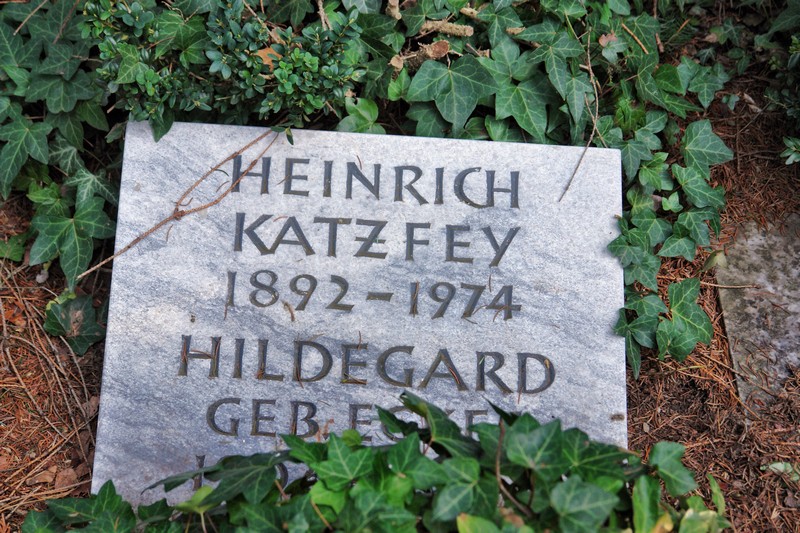 HEINRICH
KATZFEY
1892-1974
HILDEGARD
GEB.